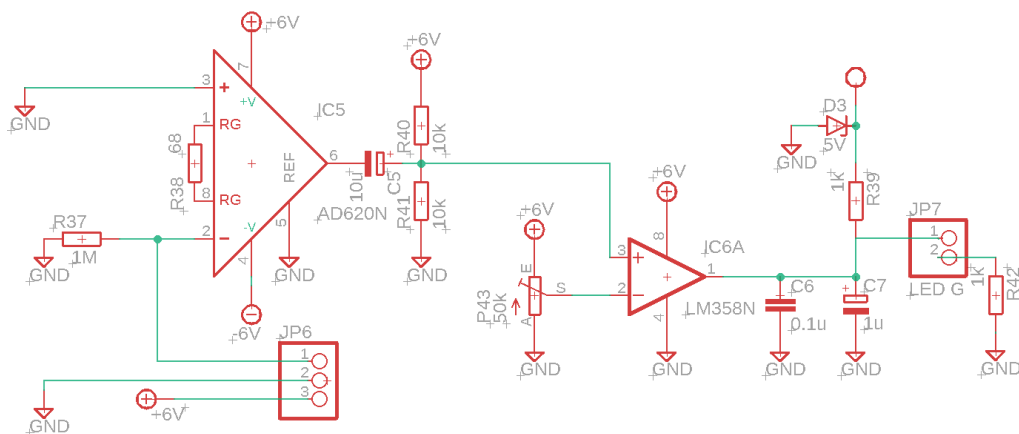 +6V
7
3
+
+V
IC5
GND
1
RG
68
R38
REF
6
8
RG
2
-
-V
5
4
AD620N
GND
-6V
R37
1M
GND
+6V
R40
10k
10u
C5
+
R41
10k
GND
JP6
1
2
3
+6V
GND
+6V
E
S
A
P43
50k
GND
+6V
8
3
+
2
-
1
4
IC6A
LM358N
GND
C6
0.1u
GND
+
C7
1u
GND
D3
5V
GND
1k
R39
JP7
1
2
LED G
1k
R42
GND